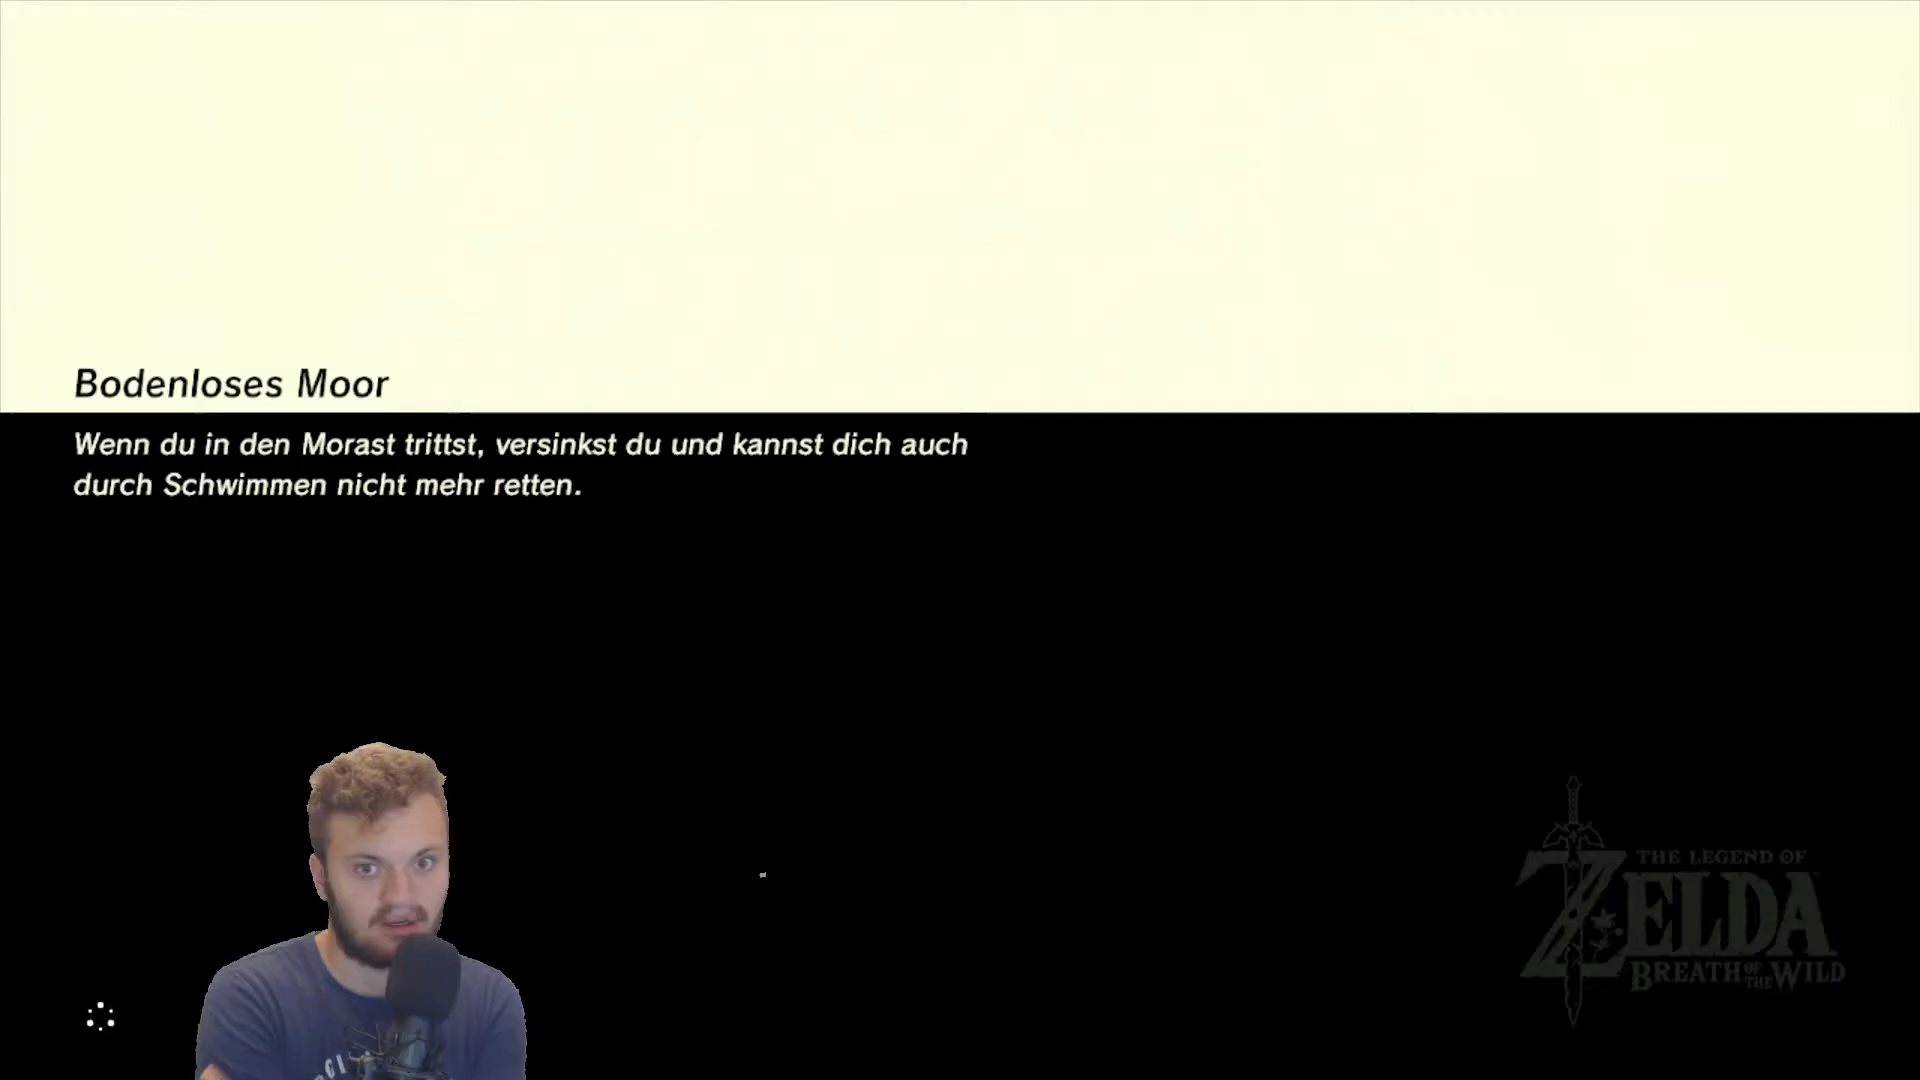 Bodenloses Moor
Wenn du in den Morast trittst, versinkst du und kannst dich auch
durch Schwimmen nicht mehr retten.
THE LEGEND OF
ZELDA
BREATH OF THE WILD